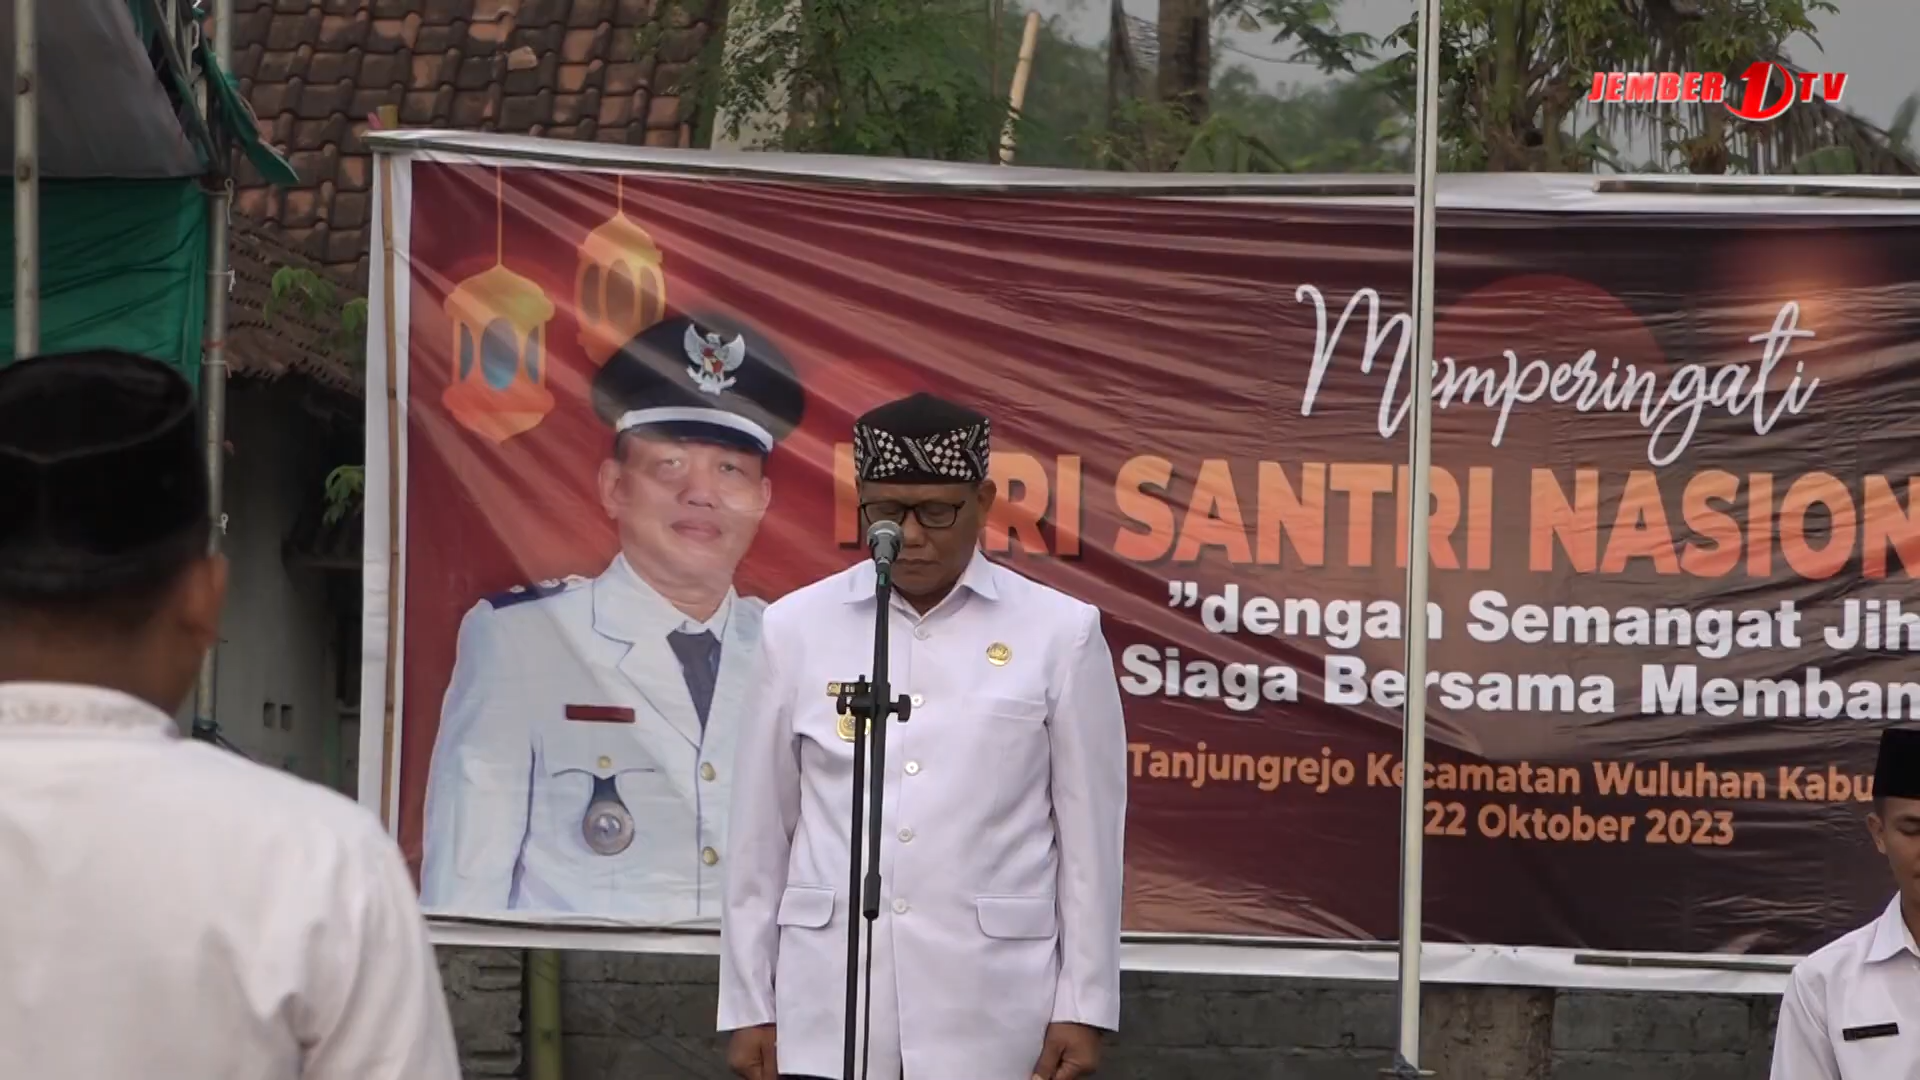 JEMBER 1 TV
Memperingati
RI SANTRI NASION
"dengan Semangat Jih
Siaga Bersama Memban
Tanjungrejo Kecamatan Wuluhan Kabu
22 Oktober 2023